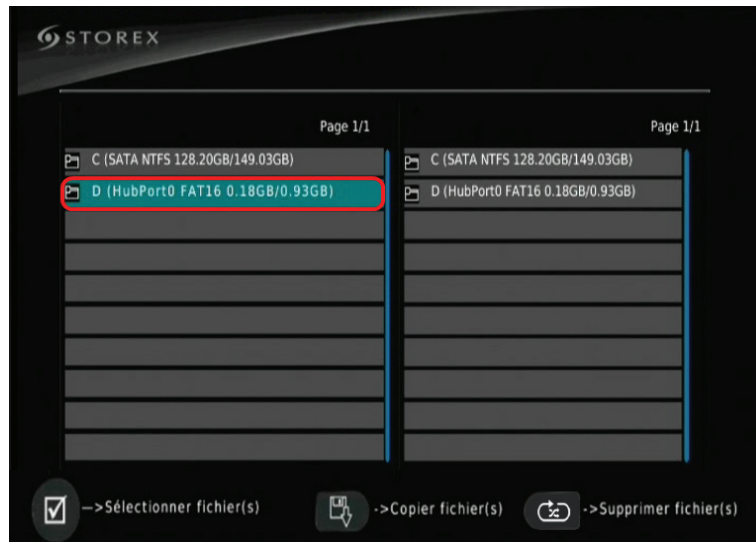 STOREX
Page 1/1
C (SATA NTFS 128.20GB/149.03GB)
D (HubPort0 FAT16 0.18GB/0.93GB)
Page 1/1
C (SATA NTFS 128.20GB/149.03GB)
D (HubPort0 FAT16 0.18GB/0.93GB)
—>Sélectionner fichier(s)
->Copier fichier(s)
->Supprimer fichier(s)